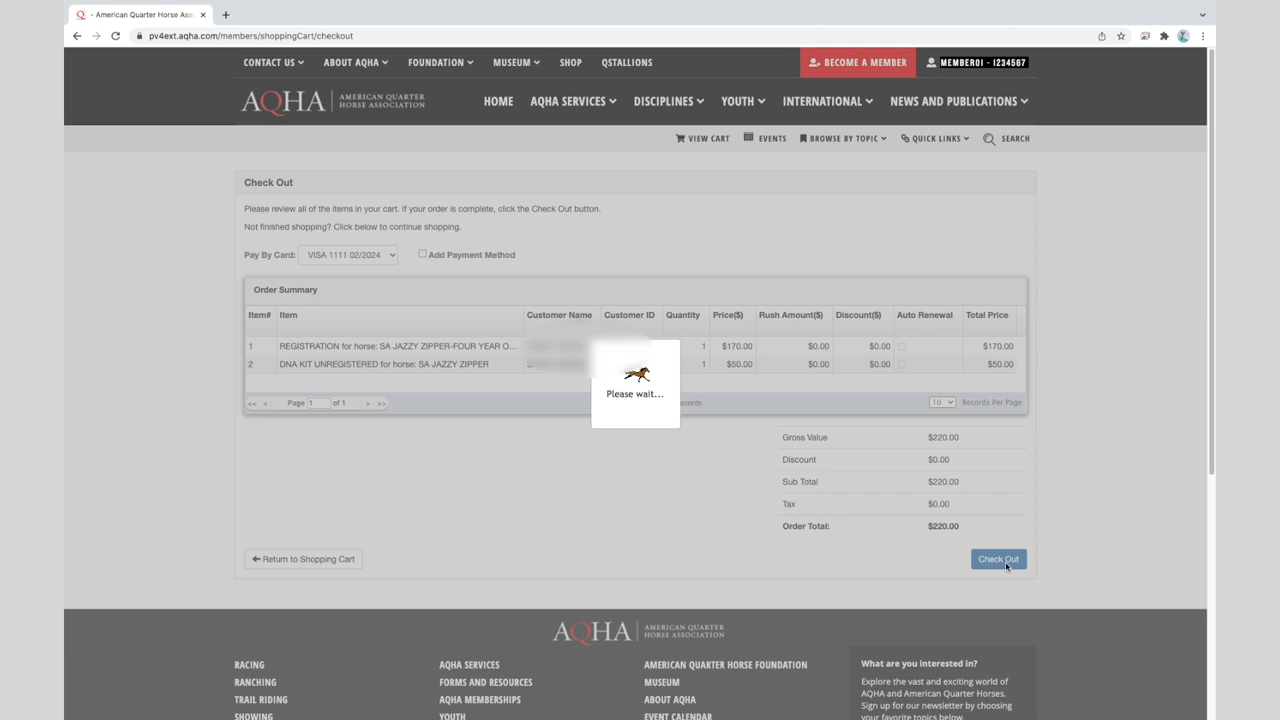 - American Quarter Horse Ass
pv4ext.aqha.com/members/shoppingCart/checkout
CONTACT US ABOUT AQHA FOUNDATION MUSEUM SHOP QSTALLIONS BECOME A MEMBER MEMBER01 - 1234567
AQHA AMERICAN QUARTER
HORSE ASSOCIATION
HOME AQHA SERVICES DISCIPLINES YOUTH INTERNATIONAL NEWS AND PUBLICATIONS
VIEW CART EVENTS BROWSE BY TOPIC QUICK LINKS SEARCH
Check Out
Please review all of the items in your cart. If your order is complete, click the Check Out button.
Not finished shopping? Click below to continue shopping.
Pay By Card: VISA 1111 02/2024 Add Payment Method
Order Summary
Item# Item Customer Name Customer ID Quantity Price($) Rush Amount($) Discount($) Auto Renewal Total Price
1 REGISTRATION for horse: SA JAZZY ZIPPER-FOUR YEAR O... 1 $170.00 $0.00 $0.00 $170.00
2 DNA KIT UNREGISTERED for horse: SA JAZZY ZIPPER 1 $50.00 $0.00 $0.00 $50.00
Please wait...
<< < Page 1 of 1 > >> 10 Records Per Page
Gross Value $220.00
Discount $0.00
Sub Total $220.00
Tax $0.00
Order Total: $220.00
Return to Shopping Cart Check Out
AQHA AMERICAN QUARTER
HORSE ASSOCIATION
RACING AQHA SERVICES AMERICAN QUARTER HORSE FOUNDATION What are you interested in?
RANCHING FORMS AND RESOURCES MUSEUM Explore the vast and exciting world of
TRAIL RIDING AQHA MEMBERSHIPS ABOUT AQHA AQHA and American Quarter Horses.
SHOWING YOUTH EVENT CALENDAR Sign up for our newsletter by choosing
your favorite topics below.